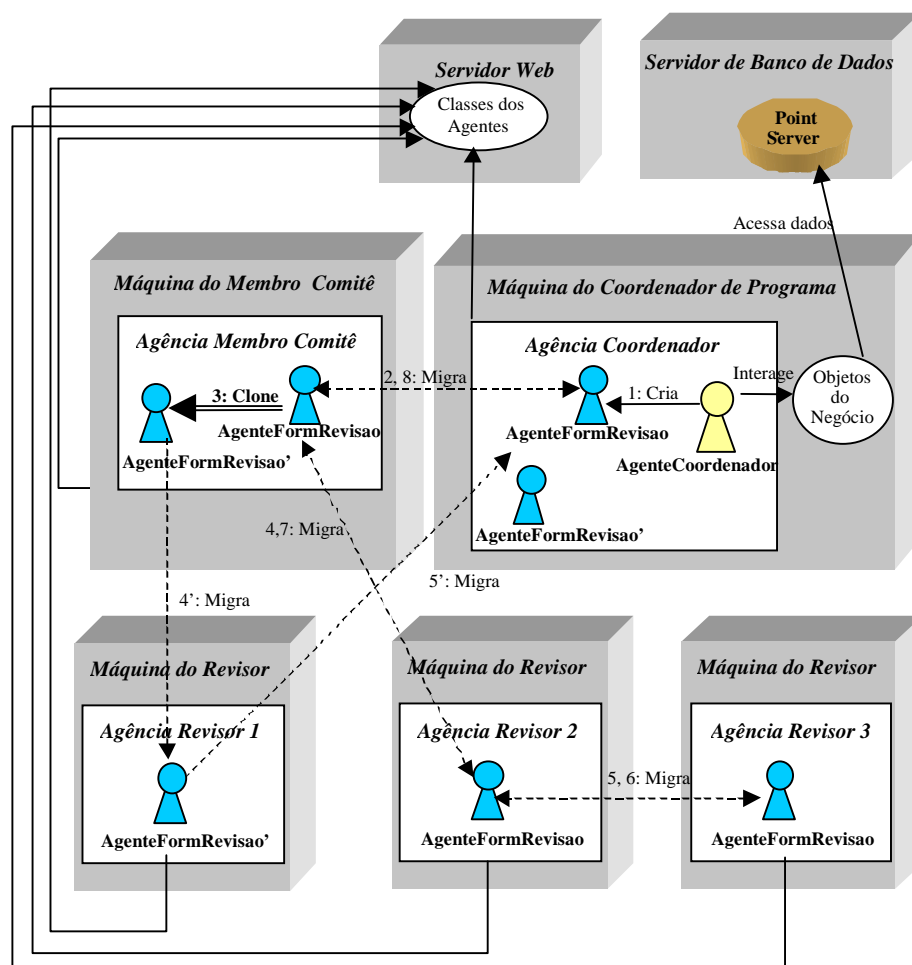 Servidor Web
Classes dos
Agentes
Servidor de Banco de Dados
Point
Server
Acessa dados
Máquina do Membro Comitê
Agência Membro Comitê
3: Clone
AgenteFormRevisao
AgenteFormRevisao’
2, 8: Migra
Máquina do Coordenador de Programa
Agência Coordenador
1: Cria
Interage
Objetos
do
Negócio
AgenteFormRevisao
AgenteCoordenador
AgenteFormRevisao’
4,7: Migra
5’: Migra
4’: Migra
Máquina do Revisor
Agência Revisor 1
AgenteFormRevisao’
Máquina do Revisor
Agência Revisor 2
AgenteFormRevisao
5, 6: Migra
Máquina do Revisor
Agência Revisor 3
AgenteFormRevisao